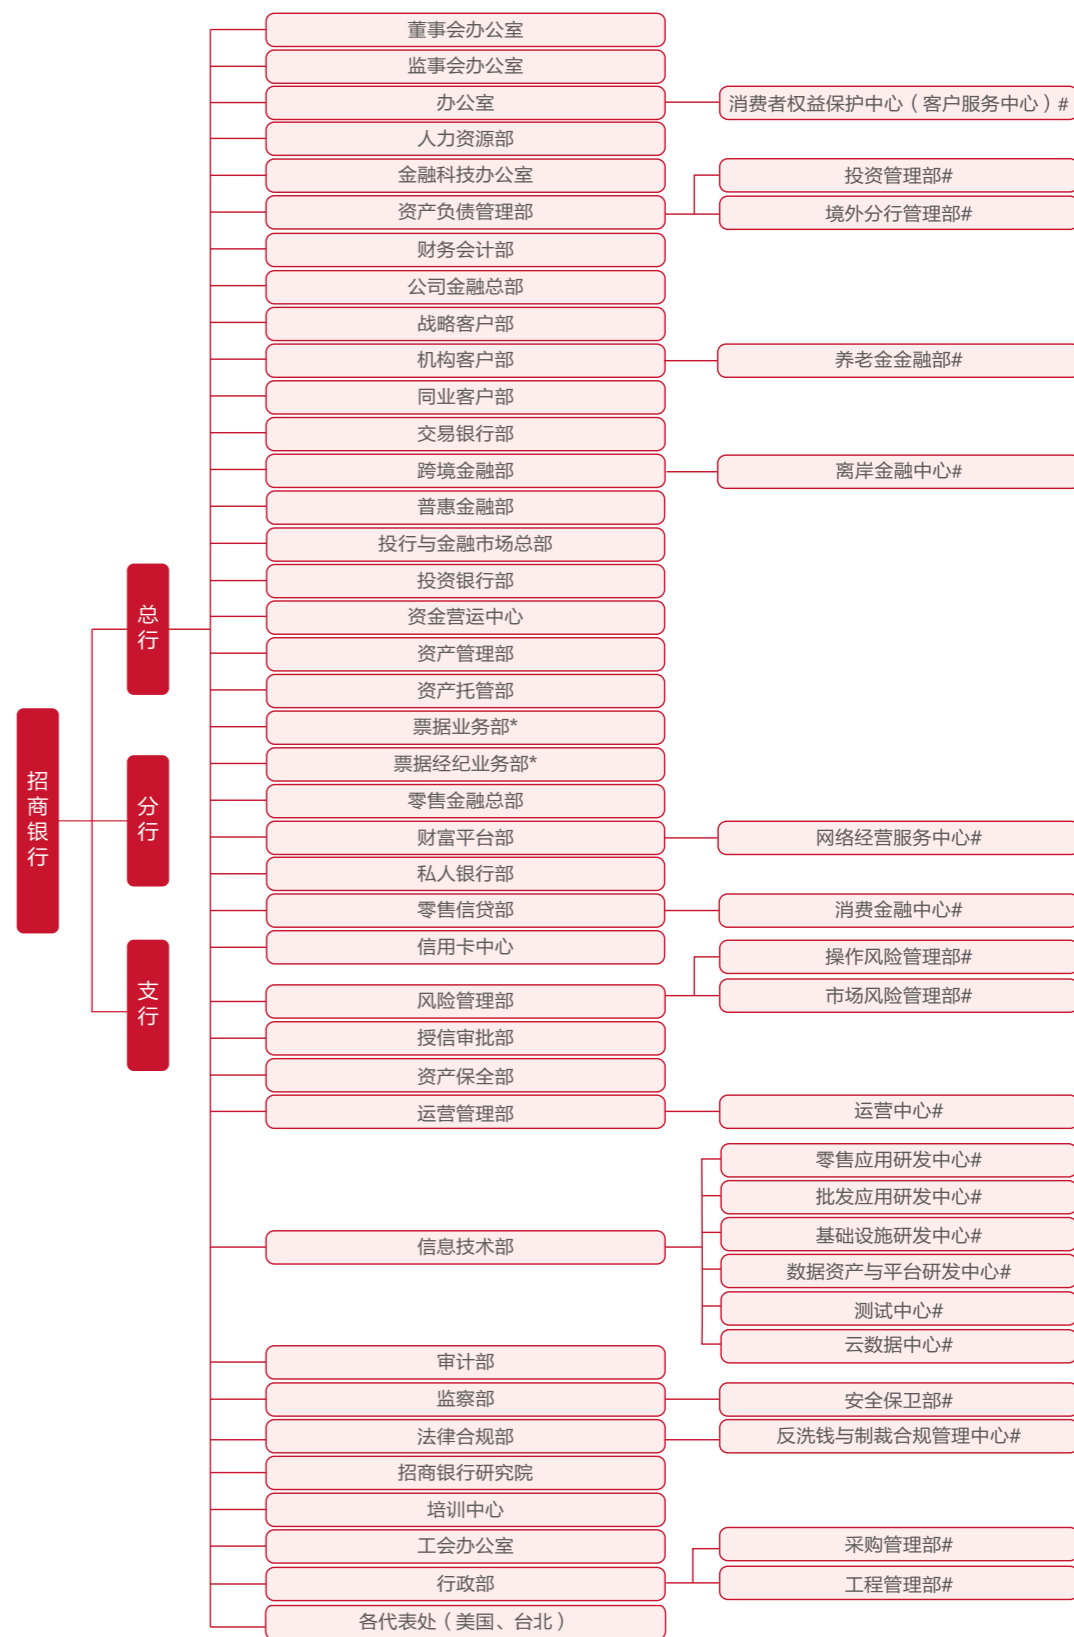 招商银行
总行
分行
支行
董事会办公室
监事会办公室
办公室
消费者权益保护中心（客户服务中心）#
人力资源部
金融科技办公室
投资管理部#
资产负债管理部
境外分行管理部#
财务会计部
公司金融总部
战略客户部
机构客户部
养老金金融部#
同业客户部
交易银行部
跨境金融部
离岸金融中心#
普惠金融部
投行与金融市场总部
投资银行部
资金营运中心
资产管理部
资产托管部
票据业务部*
票据经纪业务部*
零售金融总部
财富平台部
网络经营服务中心#
私人银行部
零售信贷部
消费金融中心#
信用卡中心
操作风险管理部#
风险管理部
市场风险管理部#
授信审批部
资产保全部
运营管理部
运营中心#
信息技术部
零售应用研发中心#
批发应用研发中心#
基础设施研发中心#
数据资产与平台研发中心#
测试中心#
云数据中心#
审计部
监察部
安全保卫部#
法律合规部
反洗钱与制裁合规管理中心#
招商银行研究院
培训中心
工会办公室
采购管理部#
行政部
工程管理部#
各代表处（美国、台北）